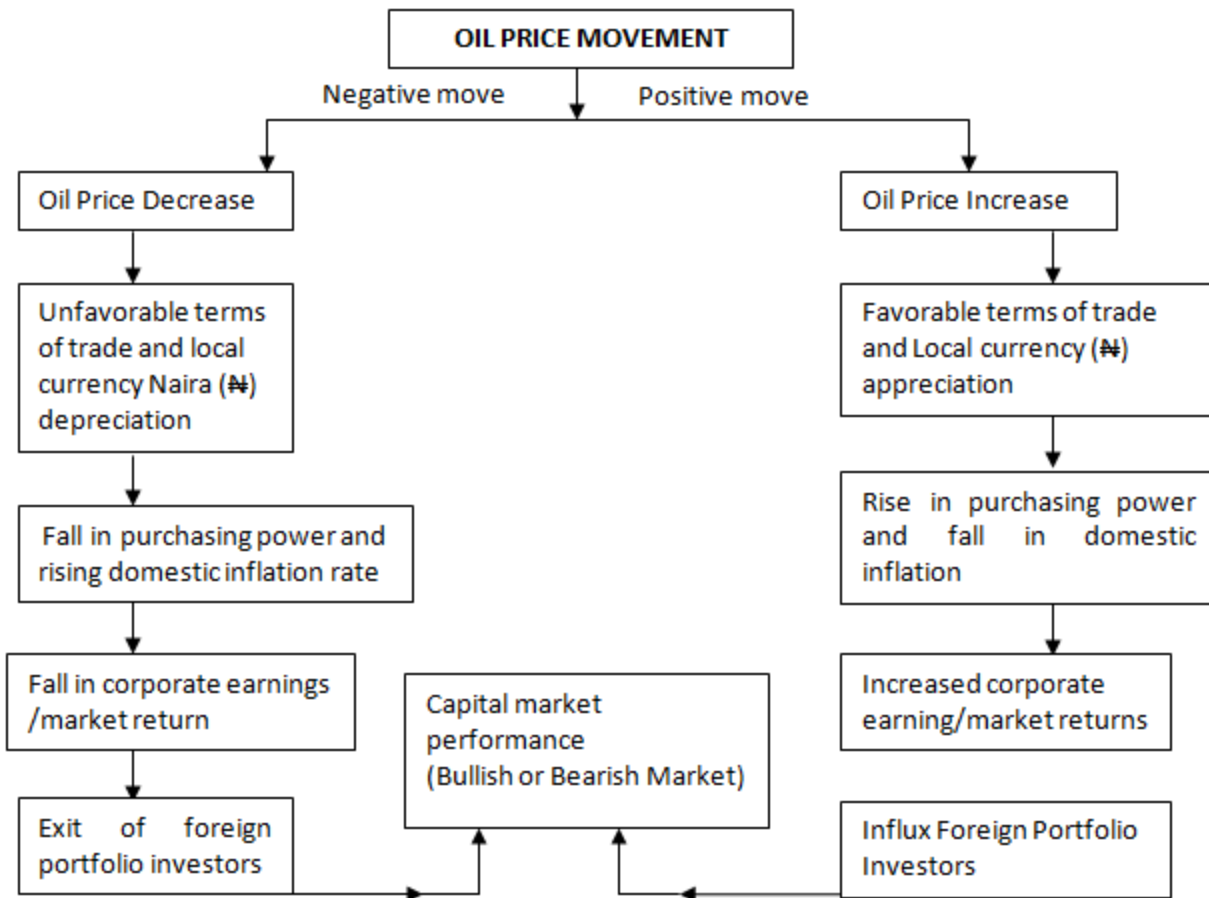 OIL PRICE MOVEMENT
Negative move
Positive move
Oil Price Decrease
Oil Price Increase
Unfavorable terms
of trade and local
currency Naira (₦)
depreciation
Favorable terms of trade
and Local currency (₦)
appreciation
Fall in purchasing power and
rising domestic inflation rate
Rise in purchasing power
and fall in domestic
inflation
Fall in corporate earnings
/market return
Capital market
performance
(Bullish or Bearish Market)
Increased corporate
earning/market returns
Exit of foreign
portfolio investors
Influx Foreign Portfolio
Investors